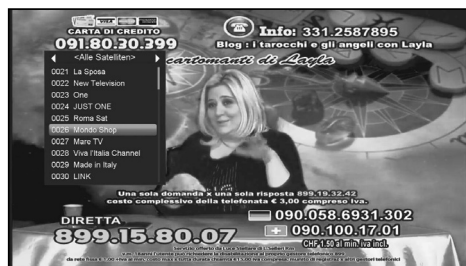 CARTA DI CREDITO
091.80.30.399
Info: 331.2587895
Blog : i tarocchi e gli angeli con Layla
cartomanti di Layla
<Alle Satelliten>
0021 La Sposa
0022 New Television
0023 One
0024 JUST ONE
0025 Roma Sat
0026 Mondo Shop
0027 Mare TV
0028 Viva l'Italia Channel
0029 Made in Italy
0030 LINK
Una sola domanda x una sola risposta 899.19.32.42
costo complessivo della telefonata € 3,00 compreso Iva.
DIRETTA
899.15.80.07
090.058.6931.302
090.100.17.01
CHF 1.50 al min. iva incl.